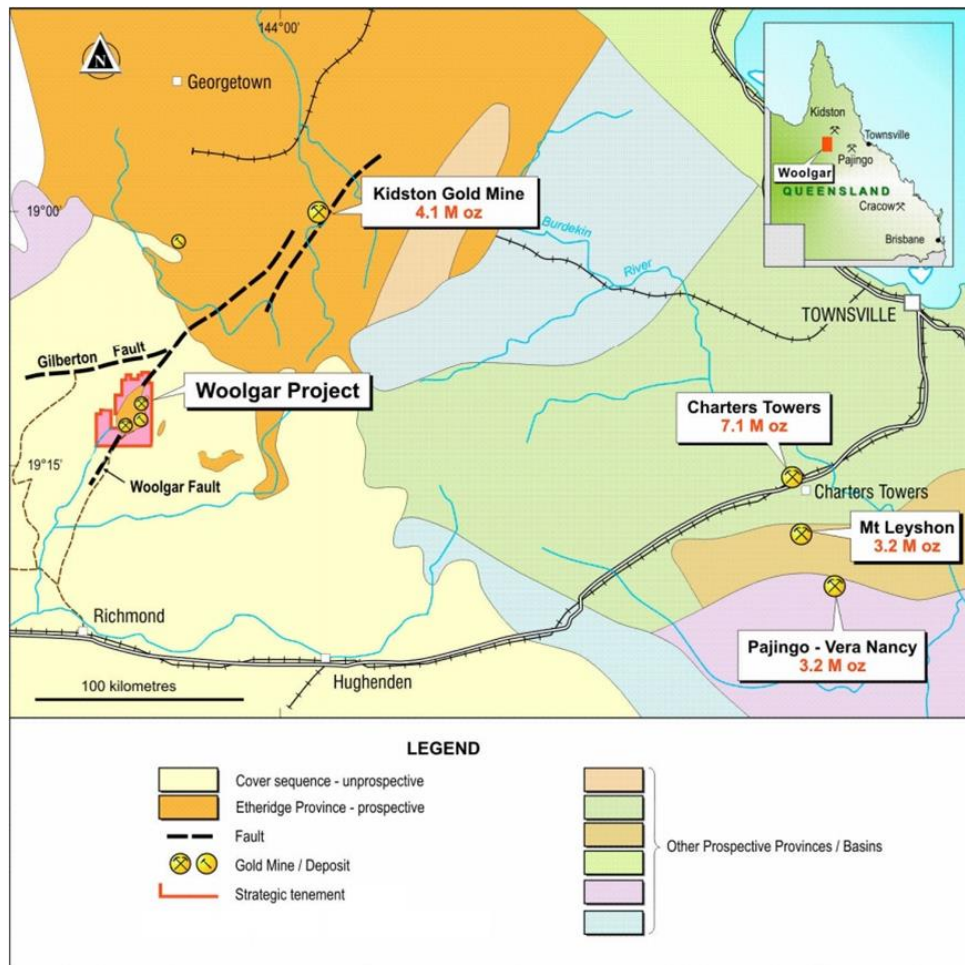 144°00'
N
Georgetown
Kidston
Townsville
Pajingo
Woolgar
QUEENSLAND
Cracow
Brisbane
Kidston Gold Mine
4.1 M oz
19°00'
Burdekin
River
TOWNSVILLE
Gilberton Fault
Woolgar Project
Charters Towers
7.1 M oz
19°15'
Woolgar Fault
Charters Towers
Mt Leyshon
3.2 M oz
Richmond
Pajingo - Vera Nancy
3.2 M oz
Hughenden
100 kilometres
LEGEND
Cover sequence - unprospective
Etheridge Province - prospective
Fault
Gold Mine / Deposit
Strategic tenement
Other Prospective Provinces / Basins